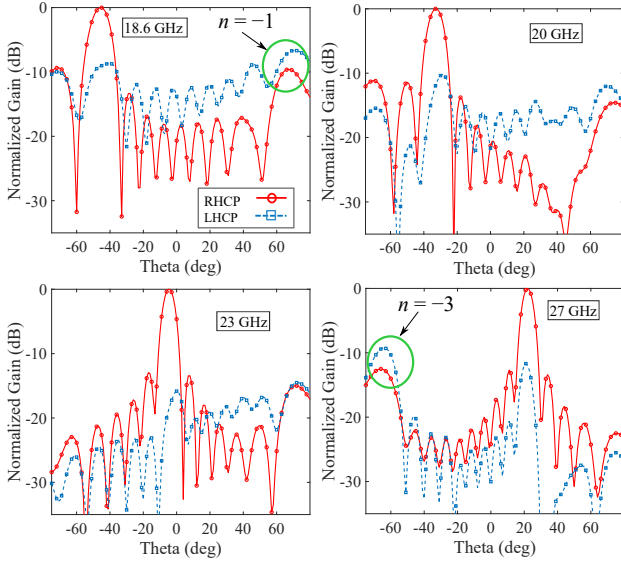 Normalized Gain (dB)
0
-10
-20
-30
18.6 GHz
n = −1
RHCP
LHCP
-60 -40 -20 0 20 40 60
Theta (deg)
Normalized Gain (dB)
0
-10
-20
-30
20 GHz
-60 -40 -20 0 20 40 60
Theta (deg)
Normalized Gain (dB)
0
-10
-20
-30
23 GHz
-60 -40 -20 0 20 40 60
Theta (deg)
Normalized Gain (dB)
0
-10
-20
-30
n = −3
27 GHz
-60 -40 -20 0 20 40 60
Theta (deg)